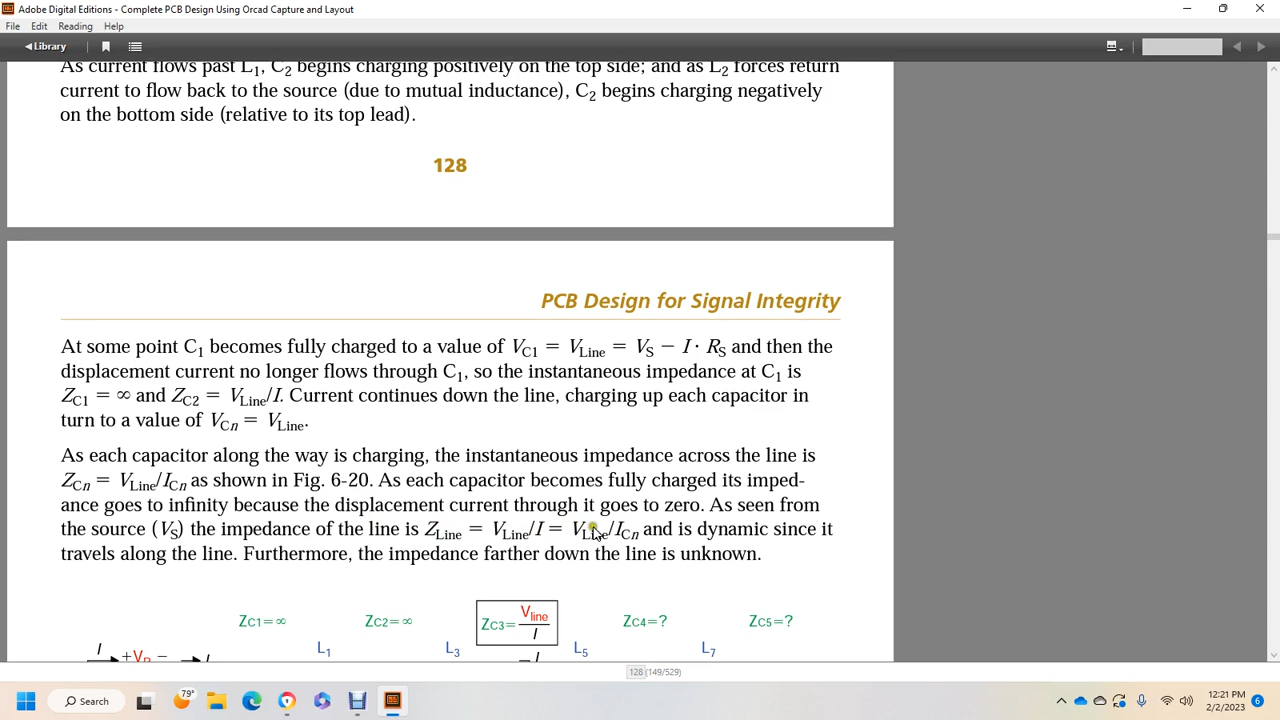 Adobe Digital Editions - Complete PCB Design Using Orcad Capture and Layout
File Edit Reading Help
Library
As current flows past L1, C2 begins charging positively on the top side; and as L2 forces return
current to flow back to the source (due to mutual inductance), C2 begins charging negatively
on the bottom side (relative to its top lead).
128
PCB Design for Signal Integrity
At some point C1 becomes fully charged to a value of VC1 = VLine = VS − I · RS and then the
displacement current no longer flows through C1, so the instantaneous impedance at C1 is
ZC1 = ∞ and ZC2 = VLine/I. Current continues down the line, charging up each capacitor in
turn to a value of VCn = VLine.
As each capacitor along the way is charging, the instantaneous impedance across the line is
ZCn = VLine/ICn as shown in Fig. 6-20. As each capacitor becomes fully charged its imped-
ance goes to infinity because the displacement current through it goes to zero. As seen from
the source (VS) the impedance of the line is ZLine = VLine/I = VLine/ICn and is dynamic since it
travels along the line. Furthermore, the impedance farther down the line is unknown.
ZC1=∞ ZC2=∞ ZC3= Vline/I ZC4=? ZC5=?
L1 L3 L5 L7
I +VR −
128 (149/529)
Search
79°
12:21 PM
2/2/2023
6